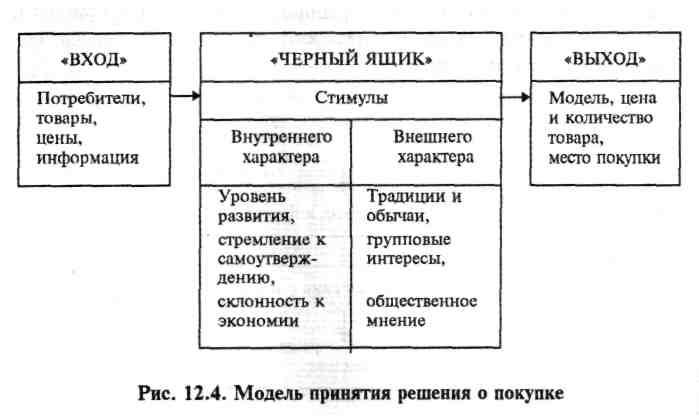 «ВХОД»
Потребители,
товары,
цены,
информация
«ЧЕРНЫЙ ЯЩИК»
Стимулы
Внутреннего
характера
Уровень
развития,
стремление к
самоутверж-
дению,
склонность к
экономии
Внешнего
характера
Традиции и
обычаи,
групповые
интересы,
общественное
мнение
«ВЫХОД»
Модель, цена
и количество
товара,
место покупки
Рис. 12.4. Модель принятия решения о покупке